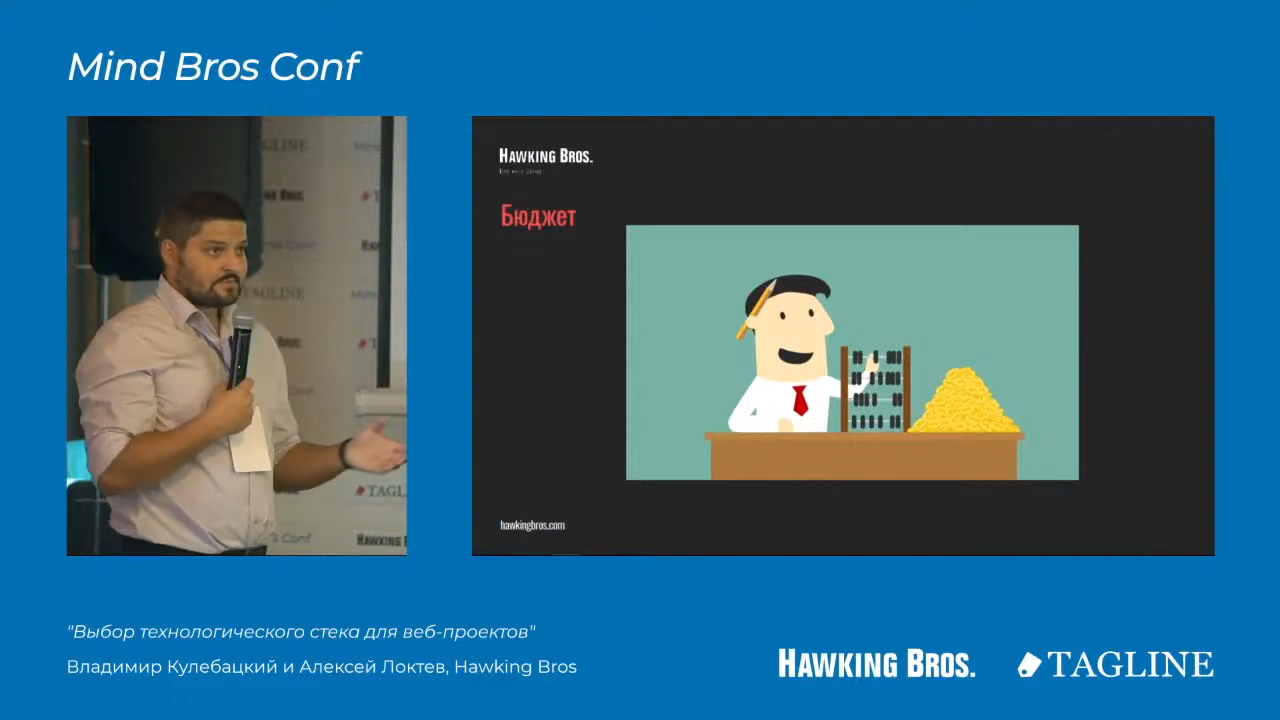 Mind Bros Conf
HAWKING BROS.
Бюджет
hawkingbros.com
TAGLINE
"Выбор технологического стека для веб-проектов"
Владимир Кулебацкий и Алексей Локтев, Hawking Bros
HAWKING BROS.
TAGLINE